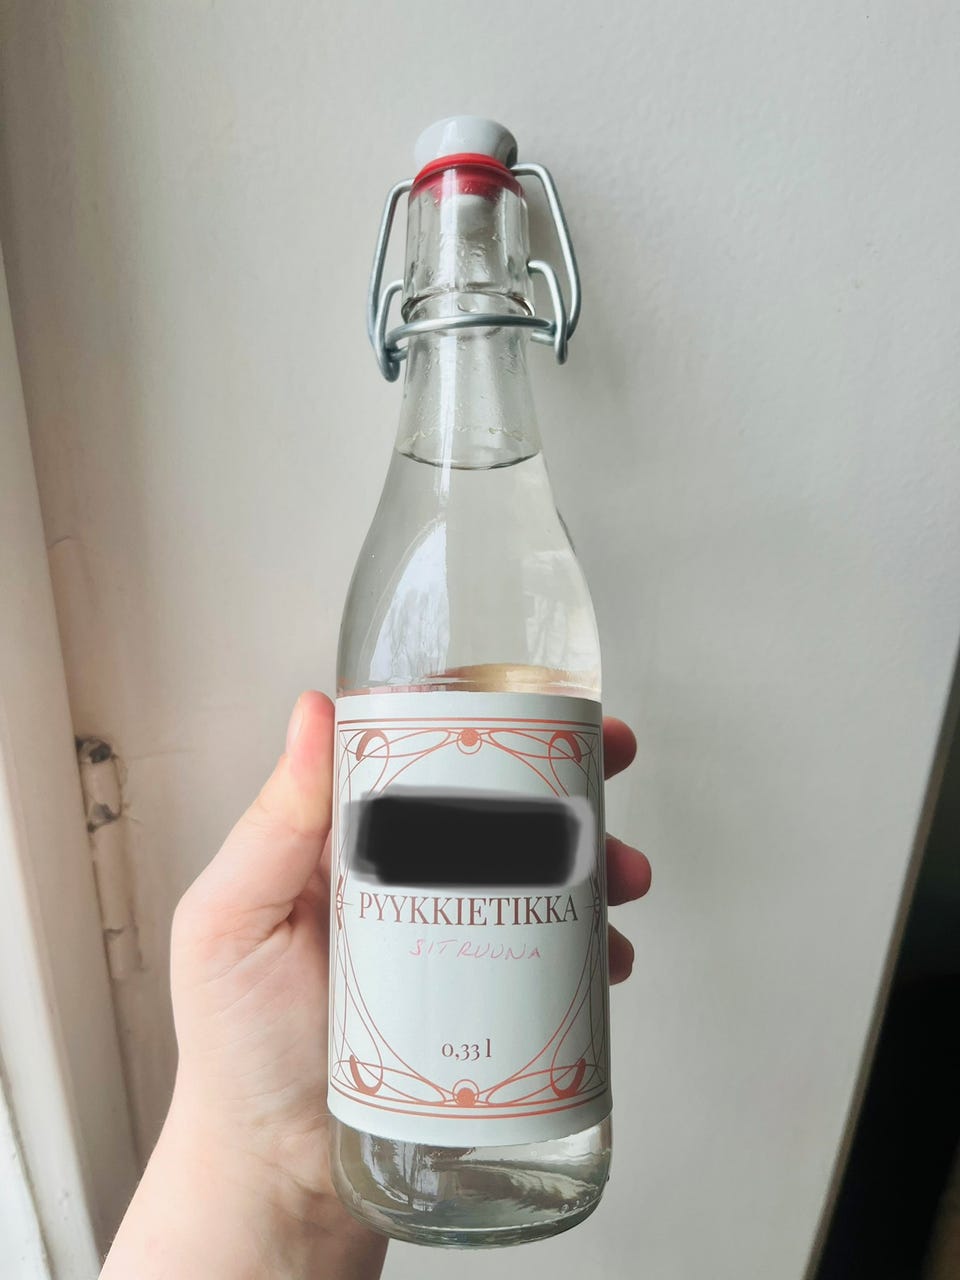 PYYKKIETIKKA
SITRUUNA
0,33 l